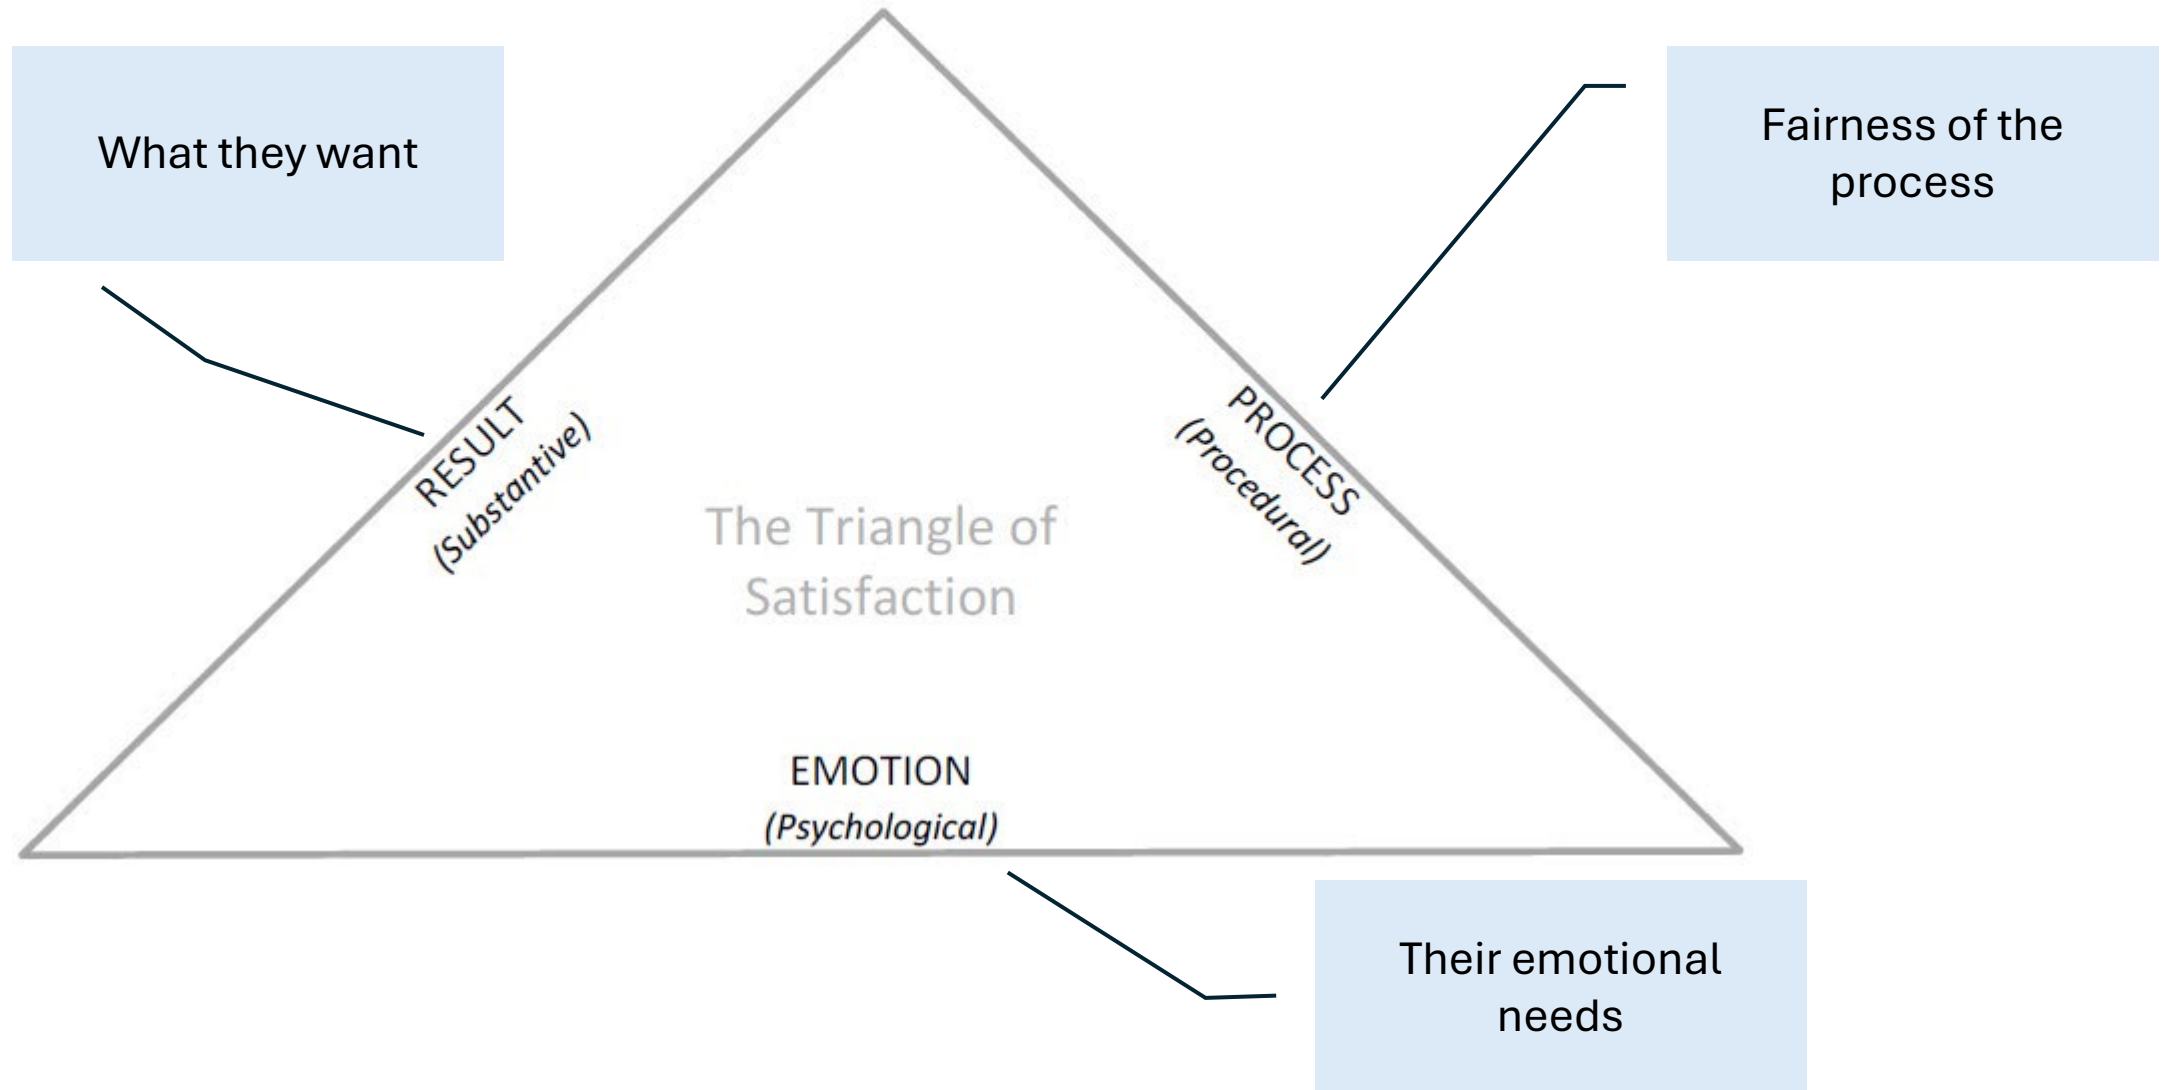 What they want
Fairness of the
process
RESULT
(Substantive)
PROCESS
(Procedural)
The Triangle of
Satisfaction
EMOTION
(Psychological)
Their emotional
needs